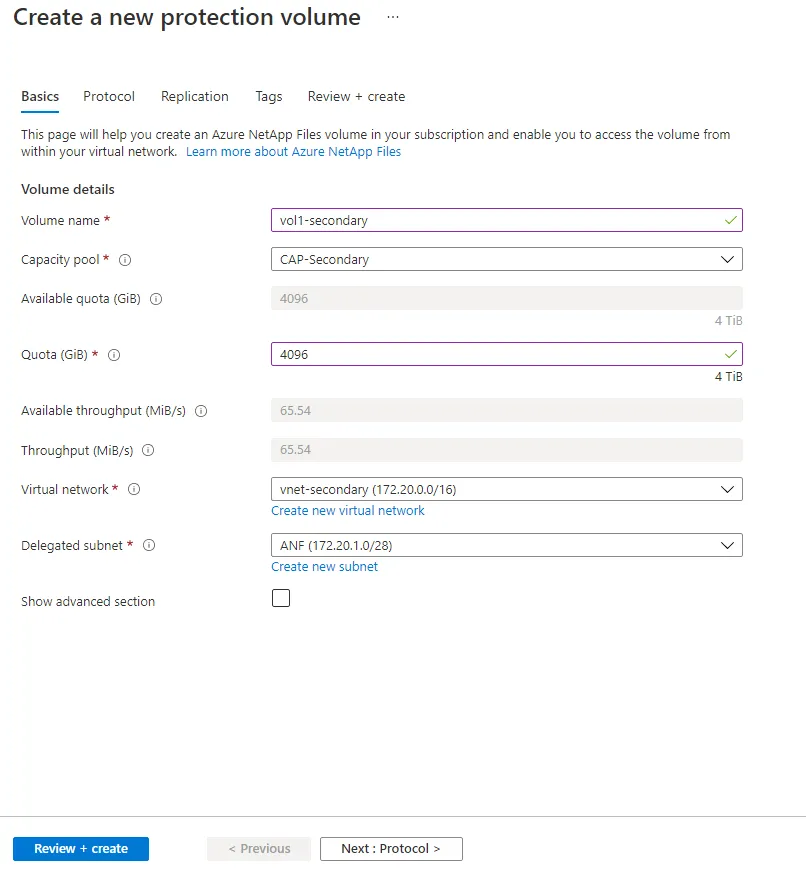 Create a new protection volume ...
Basics Protocol Replication Tags Review + create
This page will help you create an Azure NetApp Files volume in your subscription and enable you to access the volume from
within your virtual network. Learn more about Azure NetApp Files
Volume details
Volume name * vol1-secondary
Capacity pool * CAP-Secondary
Available quota (GiB) 4096
4 TiB
Quota (GiB) * 4096
4 TiB
Available throughput (MiB/s) 65.54
Throughput (MiB/s) 65.54
Virtual network * vnet-secondary (172.20.0.0/16)
Create new virtual network
Delegated subnet * ANF (172.20.1.0/28)
Create new subnet
Show advanced section
Review + create < Previous Next : Protocol >